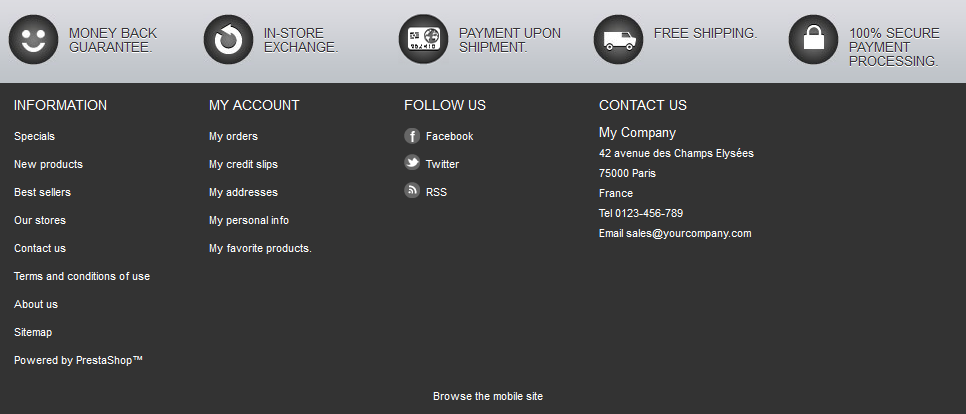 MONEY BACK
GUARANTEE.
IN-STORE
EXCHANGE.
PAYMENT UPON
SHIPMENT.
FREE SHIPPING.
100% SECURE
PAYMENT
PROCESSING.
INFORMATION
Specials
New products
Best sellers
Our stores
Contact us
Terms and conditions of use
About us
Sitemap
Powered by PrestaShop™
MY ACCOUNT
My orders
My credit slips
My addresses
My personal info
My favorite products.
FOLLOW US
Facebook
Twitter
RSS
CONTACT US
My Company
42 avenue des Champs Elysées
75000 Paris
France
Tel 0123-456-789
Email sales@yourcompany.com
Browse the mobile site